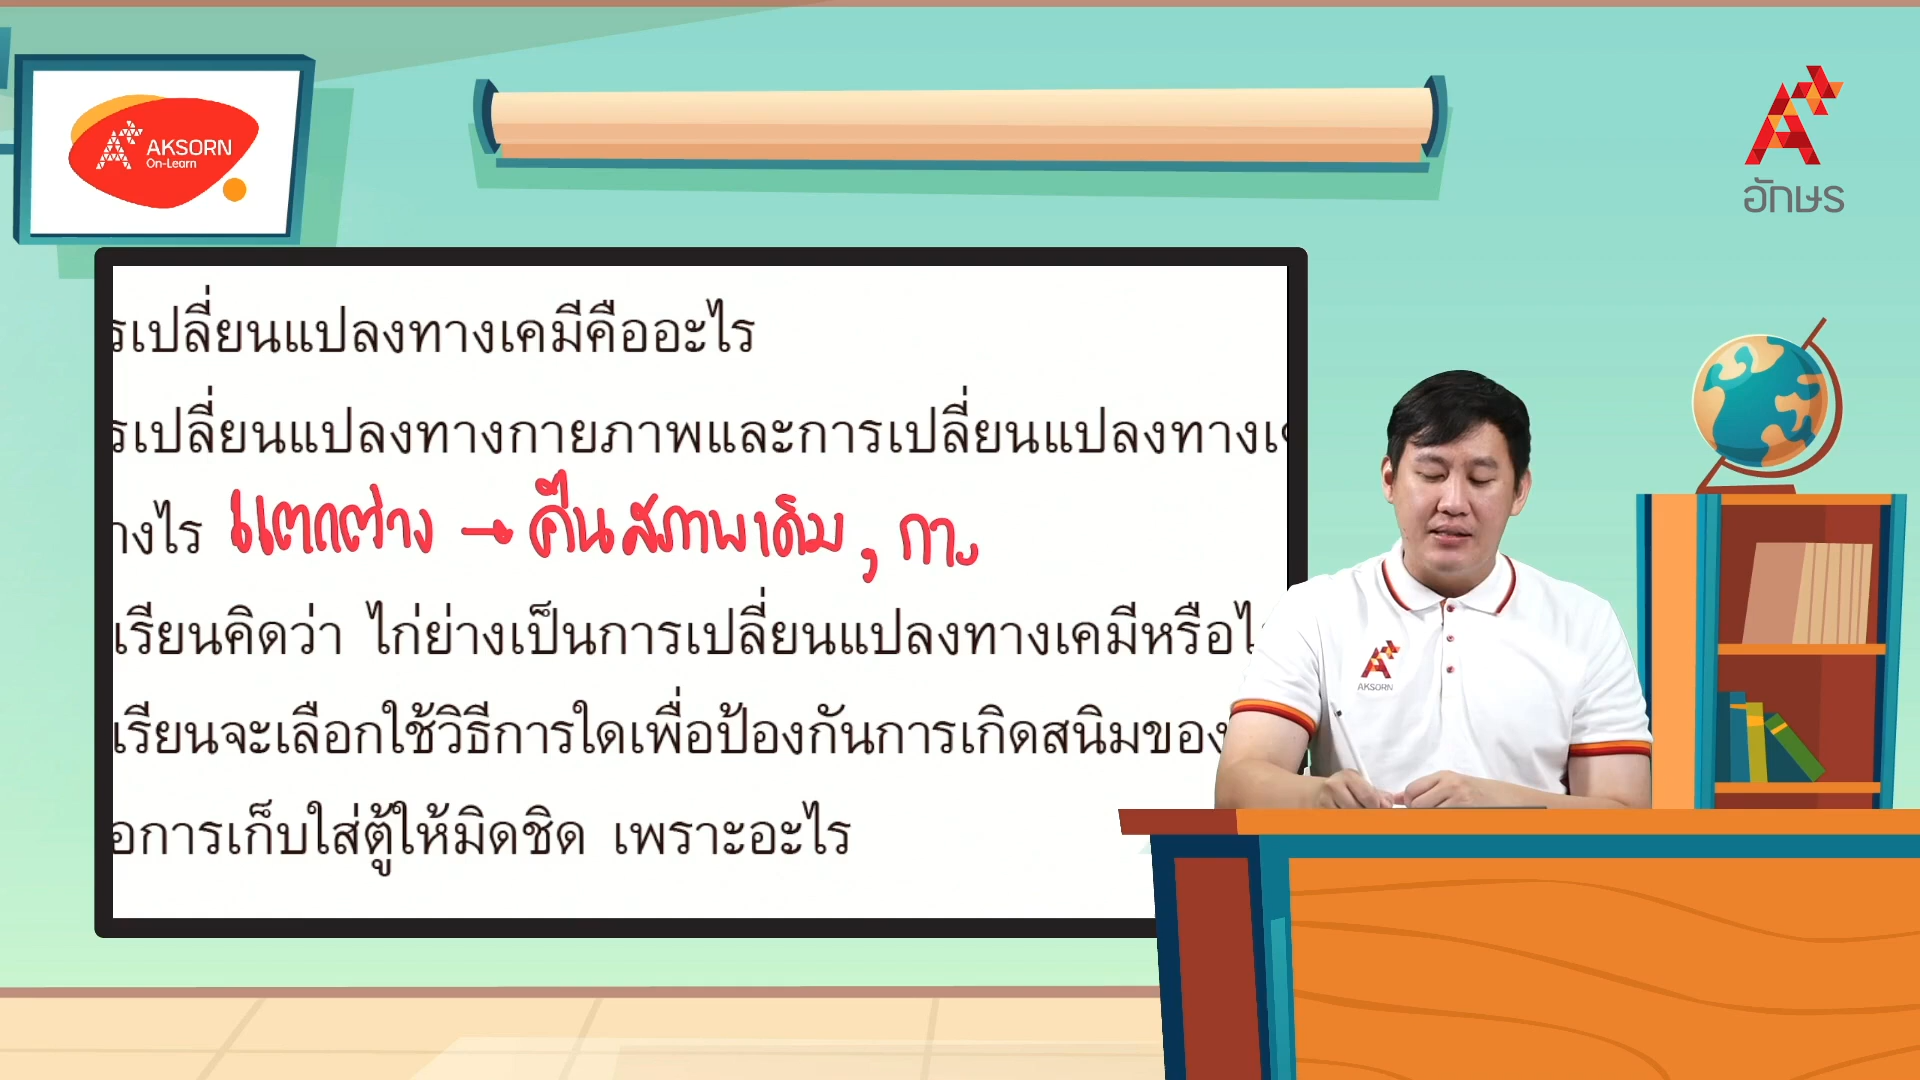 AKSORN
On-Learn
อักษร
รเปลี่ยนแปลงทางเคมีคืออะไร
รเปลี่ยนแปลงทางกายภาพและการเปลี่ยนแปลงทางเ
างไร แตกต่าง → คืนสภาพเดิม, กา
เรียนคิดว่า ไก่ย่างเป็นการเปลี่ยนแปลงทางเคมีหรือไ
เรียนจะเลือกใช้วิธีการใดเพื่อป้องกันการเกิดสนิมของ
อการเก็บใส่ตู้ให้มิดชิด เพราะอะไร
AKSORN